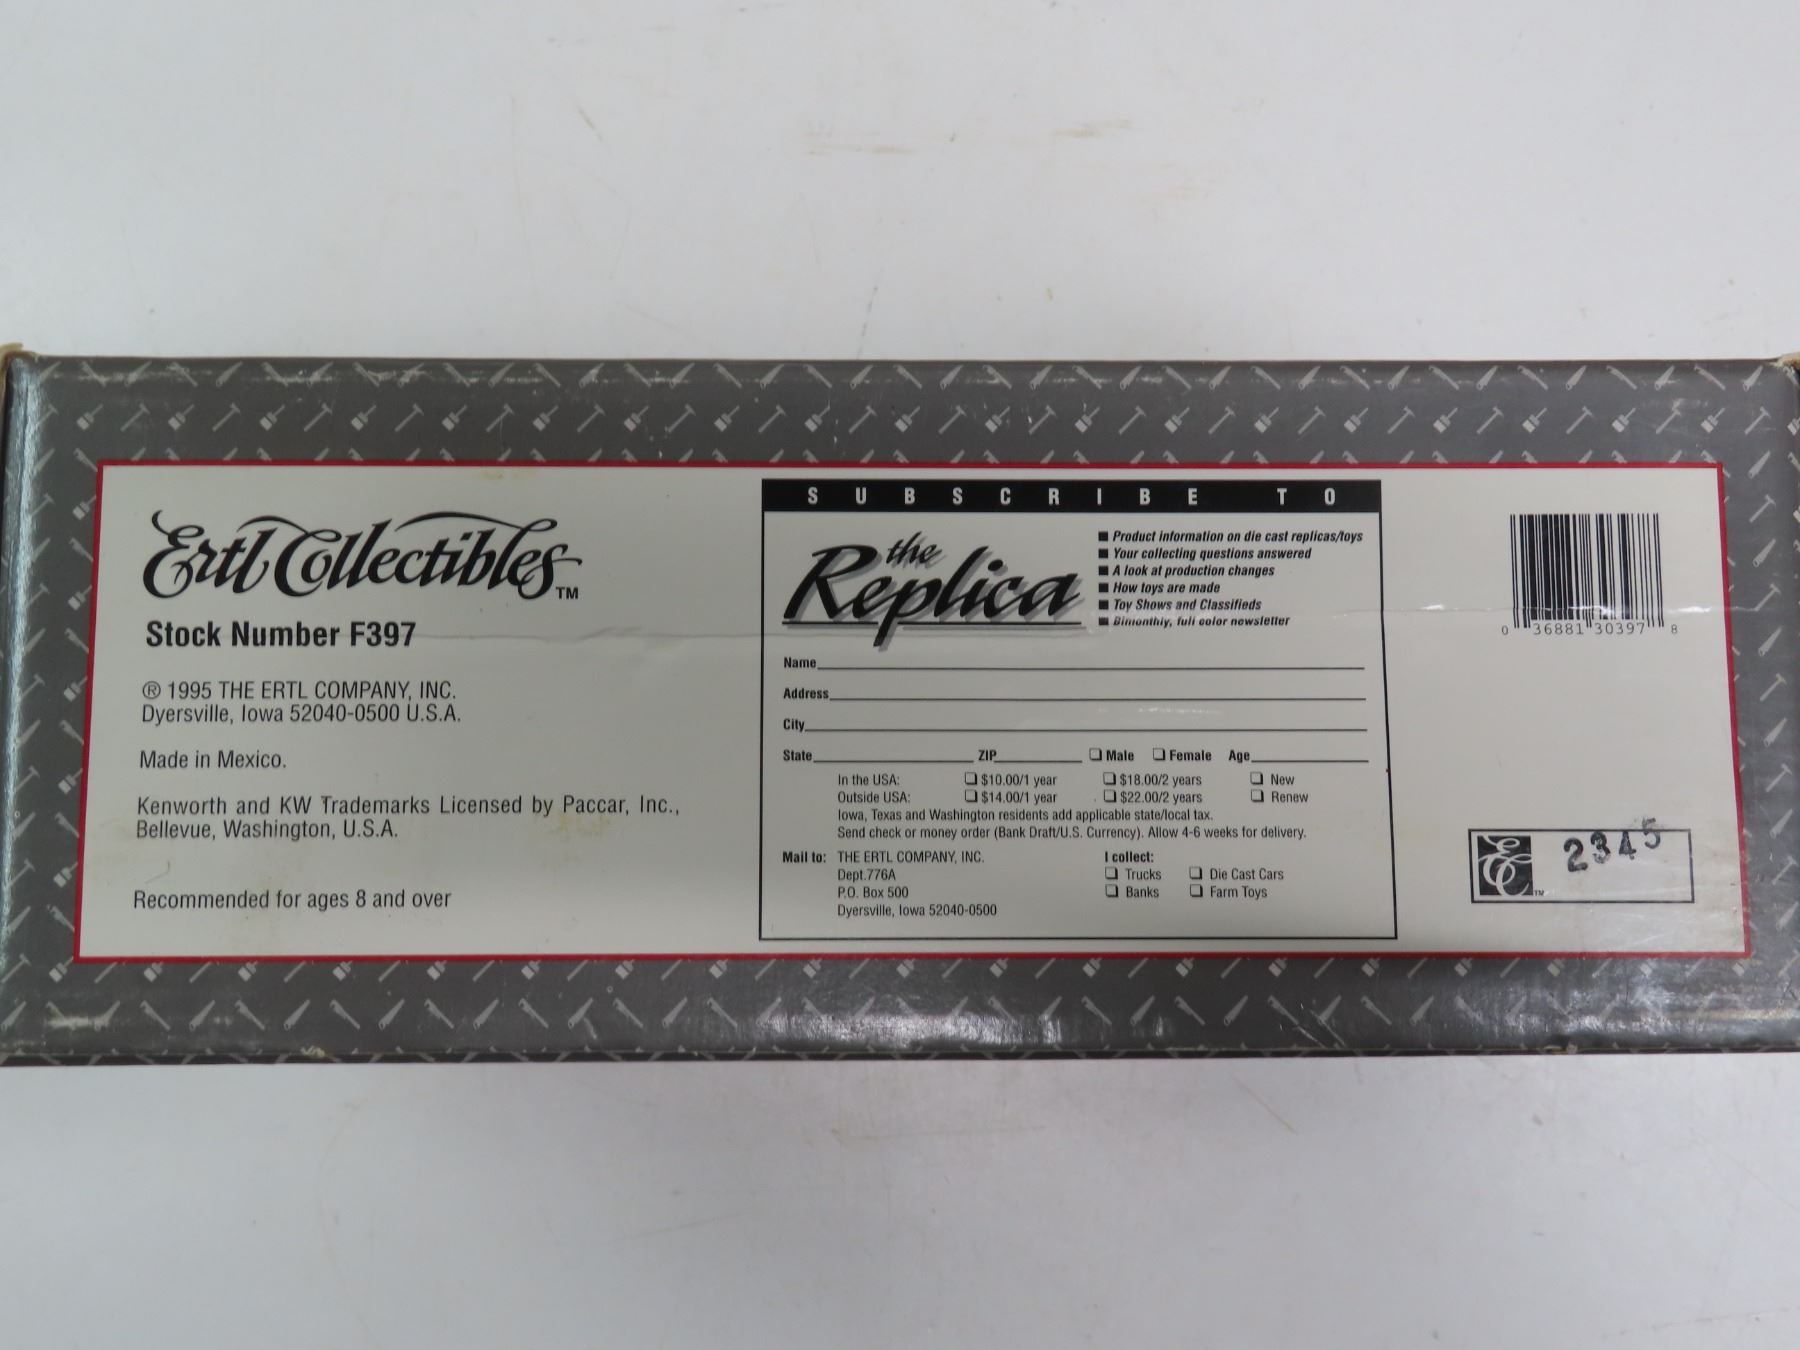 Ertl Collectibles™
Stock Number F397
® 1995 THE ERTL COMPANY, INC.
Dyersville, Iowa 52040-0500 U.S.A.
Made in Mexico.
Kenworth and KW Trademarks Licensed by Paccar, Inc.,
Bellevue, Washington, U.S.A.
Recommended for ages 8 and over
SUBSCRIBE TO
the
Replica
■ Product information on die cast replicas/toys
■ Your collecting questions answered
■ A look at production changes
■ How toys are made
■ Toy Shows and Classifieds
■ Bimonthly, full color newsletter
Name
Address
City
State ZIP ❏ Male ❏ Female Age
In the USA: ❏ $10.00/1 year ❏ $18.00/2 years ❏ New
Outside USA: ❏ $14.00/1 year ❏ $22.00/2 years ❏ Renew
Iowa, Texas and Washington residents add applicable state/local tax.
Send check or money order (Bank Draft/U.S. Currency). Allow 4-6 weeks for delivery.
Mail to: THE ERTL COMPANY, INC.
Dept.776A
P.O. Box 500
Dyersville, Iowa 52040-0500
I collect:
❏ Trucks ❏ Die Cast Cars
❏ Banks ❏ Farm Toys
0 36881 30397 8
EC™ 2345